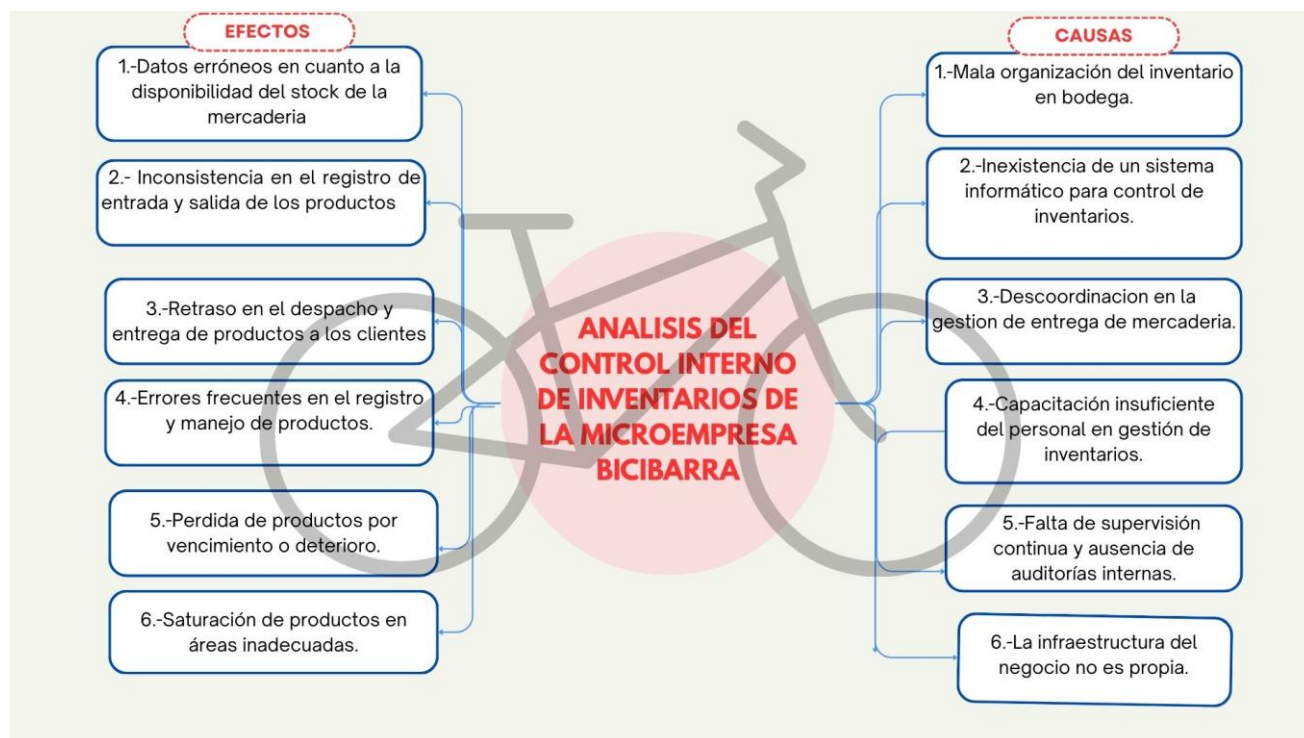 EFECTOS
1.-Datos erróneos en cuanto a la
disponibilidad del stock de la
mercaderia
2.- Inconsistencia en el registro de
entrada y salida de los productos
3.-Retraso en el despacho y
entrega de productos a los clientes
4.-Errores frecuentes en el registro
y manejo de productos.
5.-Perdida de productos por
vencimiento o deterioro.
6.-Saturación de productos en
áreas inadecuadas.
ANALISIS DEL
CONTROL INTERNO
DE INVENTARIOS DE
LA MICROEMPRESA
BICIBARRA
CAUSAS
1.-Mala organización del inventario
en bodega.
2.-Inexistencia de un sistema
informático para control de
inventarios.
3.-Descoordinacion en la
gestion de entrega de mercaderia.
4.-Capacitación insuficiente
del personal en gestión de
inventarios.
5.-Falta de supervisión
continua y ausencia de
auditorías internas.
6.-La infraestructura del
negocio no es propia.